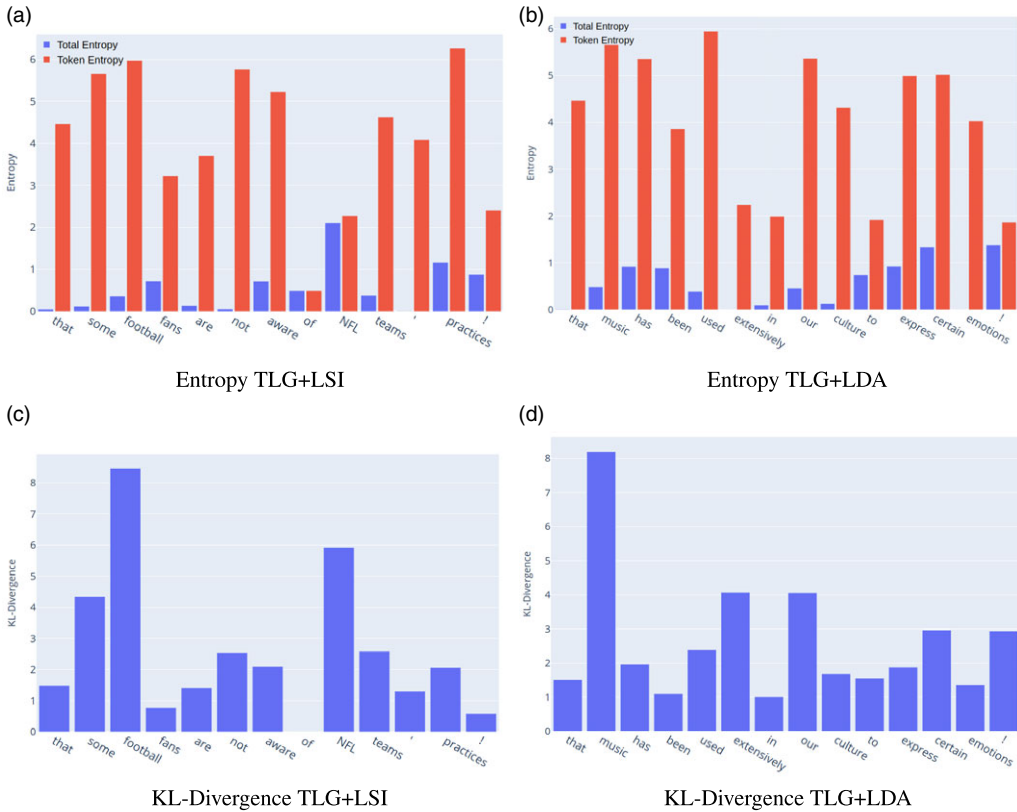 (a)
Total Entropy
Token Entropy
Entropy
6
5
4
3
2
1
0
that some football fans are not aware of NFL teams ' practices !
Entropy TLG+LSI
(b)
Total Entropy
Token Entropy
Entropy
6
5
4
3
2
1
0
that music has been used extensively in our culture to express certain emotions !
Entropy TLG+LDA
(c)
KL-Divergence
8
7
6
5
4
3
2
1
0
that some football fans are not aware of NFL teams ' practices !
KL-Divergence TLG+LSI
(d)
KL-Divergence
8
7
6
5
4
3
2
1
0
that music has been used extensively in our culture to express certain emotions !
KL-Divergence TLG+LDA